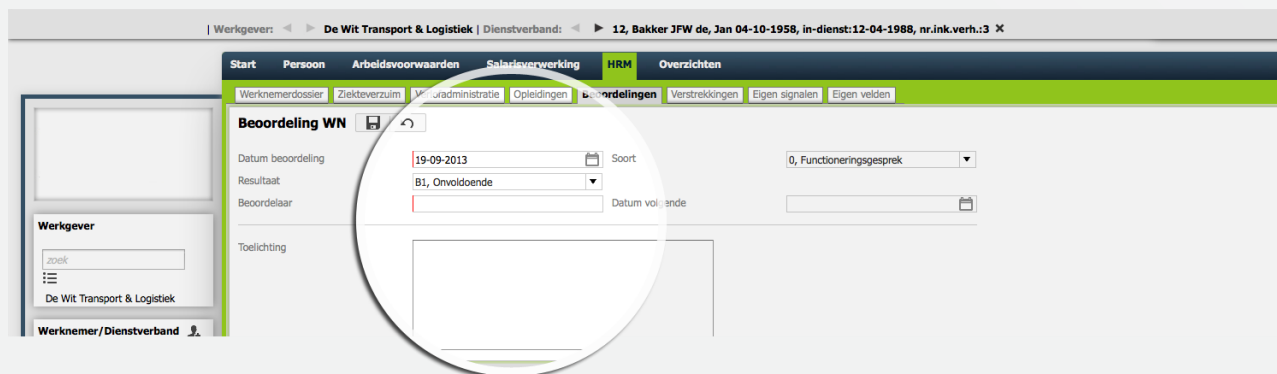 | Werkgever: De Wit Transport & Logistiek | Dienstverband: 12, Bakker JFW de, Jan 04-10-1958, in-dienst:12-04-1988, nr.ink.verh.:3 X
Start Persoon Arbeidsvoorwaarden Salarisverwerking HRM Overzichten
Werknemerdossier Ziekteverzuim Verlofadministratie Opleidingen Beoordelingen Verstrekkingen Eigen signalen Eigen velden
Beoordeling WN
Datum beoordeling 19-09-2013 Soort 0, Functioneringsgesprek
Resultaat B1, Onvoldoende
Beoordelaar Datum volgende
Werkgever
Toelichting
zoek
De Wit Transport & Logistiek
Werknemer/Dienstverband